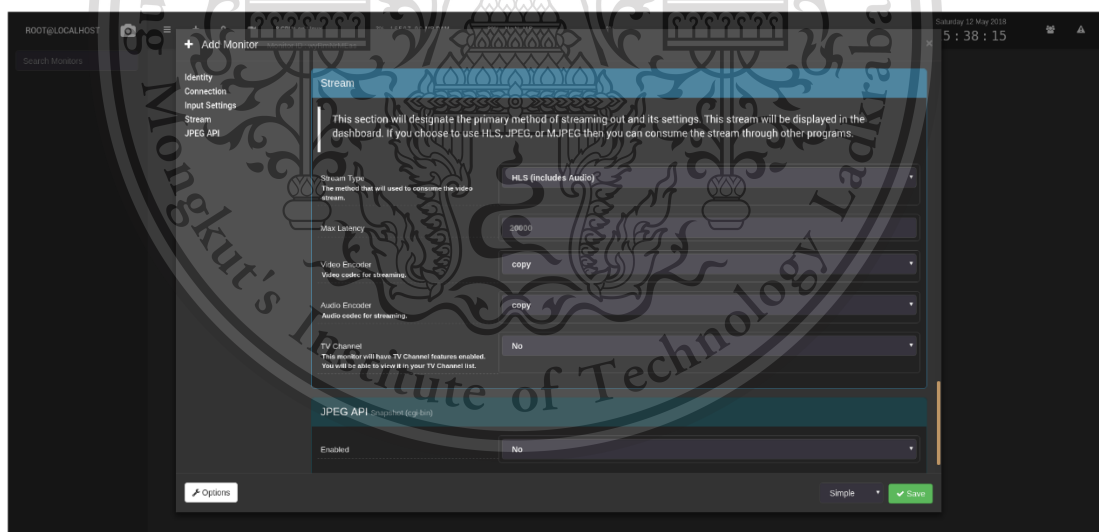 ROOT@LOCALHOST
Saturday 12 May 2018
5 : 38 : 15
Search Monitors
+ Add Monitor
×
Identity
Connection
Input Settings
Stream
JPEG API
Stream
This section will designate the primary method of streaming out and its settings. This stream will be displayed in the
dashboard. If you choose to use HLS, JPEG, or MJPEG then you can consume the stream through other programs.
Stream Type
The method that will used to consome the video
stream.
HLS (includes Audio)
Max Latency
20000
Video Encoder
Video codec for streaming.
copy
Audio Encoder
Audio codec for streaming.
copy
TV Channel
This monitor will have TV Channel features enabled.
You will be able to view it in your TV Channel list.
No
JPEG API Snapshot (cgi-bin)
Enabled
No
Options
Simple
Save
Mongkut's Institute of Technology Ladkraba